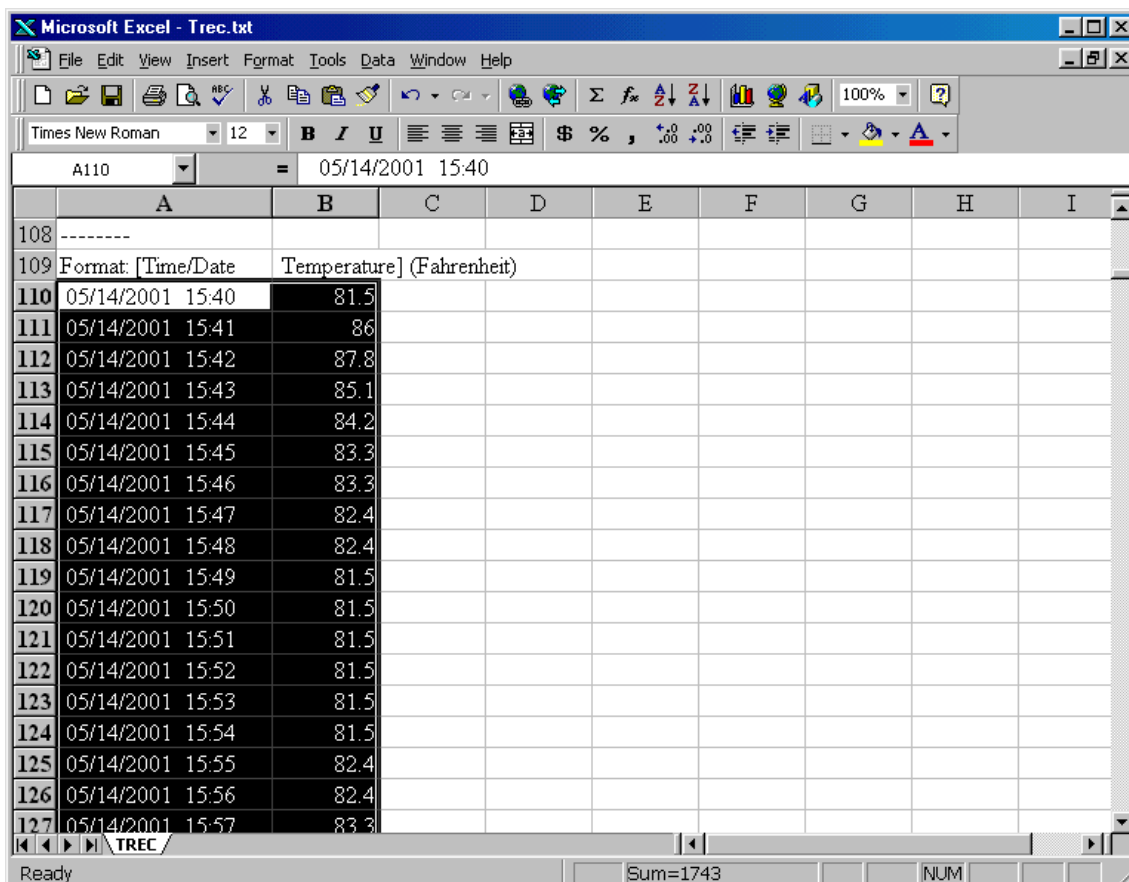 Microsoft Excel - Trec.txt
File Edit View Insert Format Tools Data Window Help
100%
Times New Roman 12 B I U $ % ,
A110 = 05/14/2001 15:40
A B C D E F G H I
108 --------
109 Format: [Time/Date Temperature] (Fahrenheit)
110 05/14/2001 15:40 81.5
111 05/14/2001 15:41 86
112 05/14/2001 15:42 87.8
113 05/14/2001 15:43 85.1
114 05/14/2001 15:44 84.2
115 05/14/2001 15:45 83.3
116 05/14/2001 15:46 83.3
117 05/14/2001 15:47 82.4
118 05/14/2001 15:48 82.4
119 05/14/2001 15:49 81.5
120 05/14/2001 15:50 81.5
121 05/14/2001 15:51 81.5
122 05/14/2001 15:52 81.5
123 05/14/2001 15:53 81.5
124 05/14/2001 15:54 81.5
125 05/14/2001 15:55 82.4
126 05/14/2001 15:56 82.4
127 05/14/2001 15:57 83.3
TREC
Ready Sum=1743 NUM